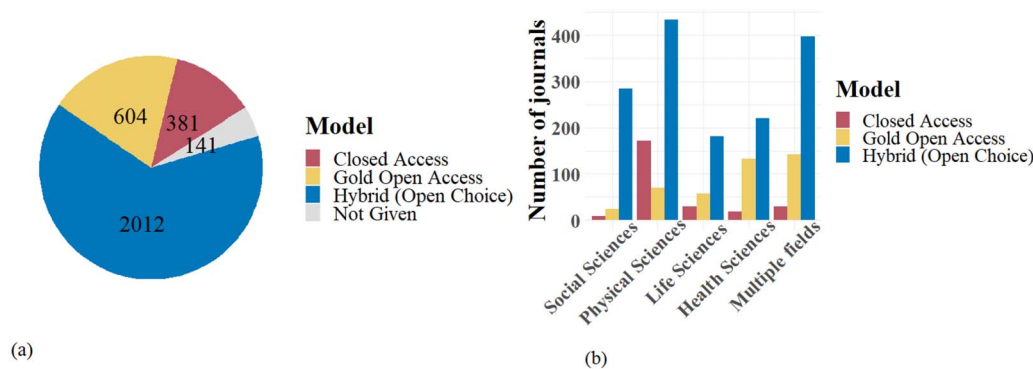 604
381
141
2012
Model
Closed Access
Gold Open Access
Hybrid (Open Choice)
Not Given
(a)
Number of journals
400
300
200
100
0
Social Sciences
Physical Sciences
Life Sciences
Health Sciences
Multiple fields
Model
Closed Access
Gold Open Access
Hybrid (Open Choice)
(b)